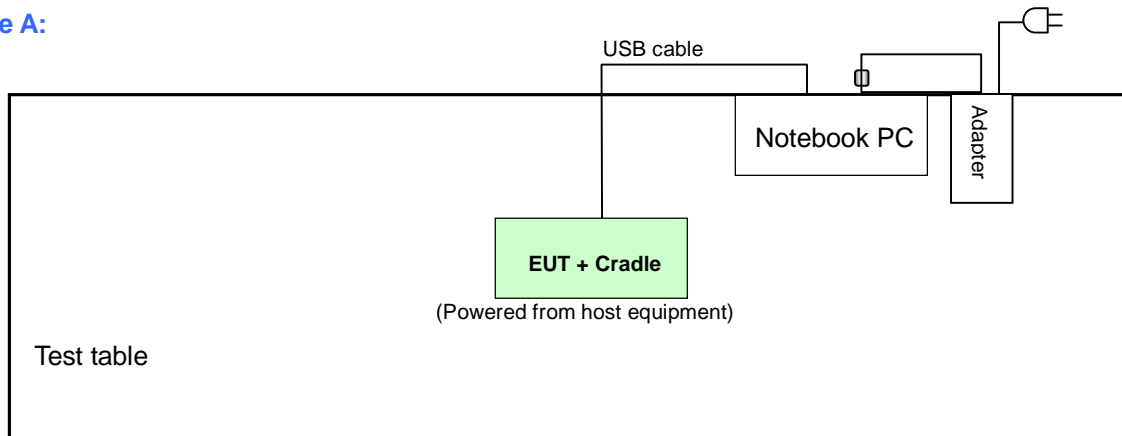 e A:
USB cable
Notebook PC
Adapter
EUT + Cradle
(Powered from host equipment)
Test table